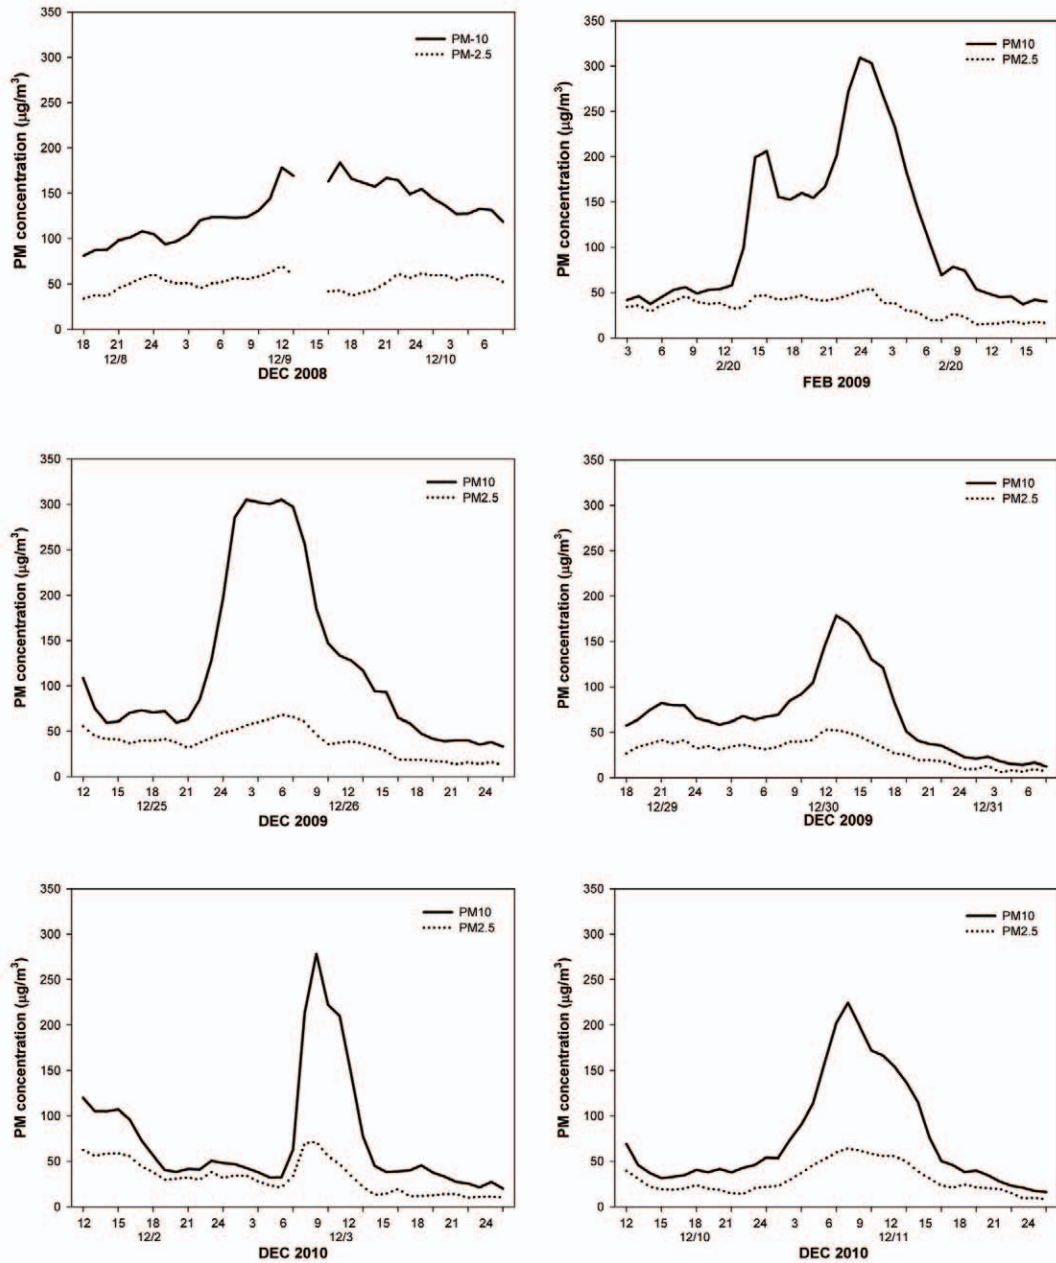 350
300
250
200
150
100
50
0
PM concentration (µg/m³)
PM-10
PM-2.5
18 21 24 3 6 9 12 15 18 21 24 3 6
12/8 12/9 12/10
DEC 2008
350
300
250
200
150
100
50
0
PM concentration (µg/m³)
PM10
PM2.5
3 6 9 12 15 18 21 24 3 6 9 12 15
2/20 2/20
FEB 2009
350
300
250
200
150
100
50
0
PM concentration (µg/m³)
PM10
PM2.5
12 15 18 21 24 3 6 9 12 15 18 21 24
12/25 12/26
DEC 2009
350
300
250
200
150
100
50
0
PM concentration (µg/m³)
PM10
PM2.5
18 21 24 3 6 9 12 15 18 21 24 3 6
12/29 12/30 12/31
DEC 2009
350
300
250
200
150
100
50
0
PM concentration (µg/m³)
PM10
PM2.5
12 15 18 21 24 3 6 9 12 15 18 21 24
12/2 12/3
DEC 2010
350
300
250
200
150
100
50
0
PM concentration (µg/m³)
PM10
PM2.5
12 15 18 21 24 3 6 9 12 15 18 21 24
12/10 12/11
DEC 2010